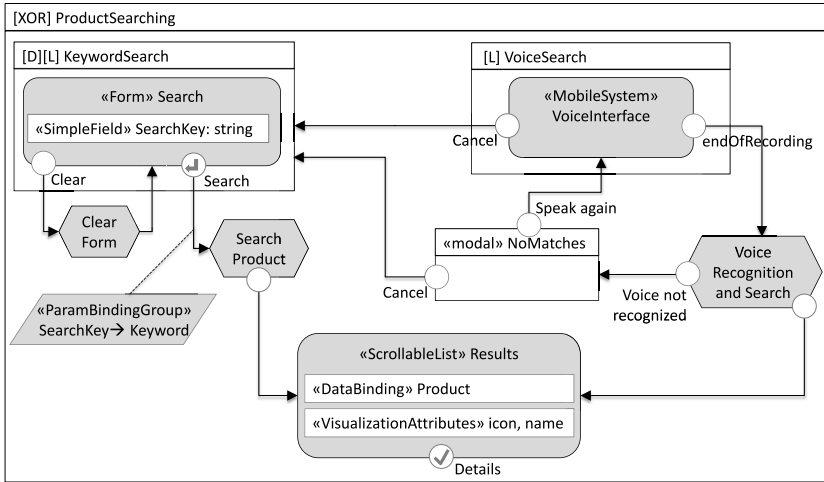 [XOR] ProductSearching
[D][L] KeywordSearch
«Form» Search
«SimpleField» SearchKey: string
Clear
Search
Clear
Form
Search
Product
«ParamBindingGroup»
SearchKey→ Keyword
[L] VoiceSearch
«MobileSystem»
VoiceInterface
Cancel
endOfRecording
Speak again
«modal» NoMatches
Cancel
Voice
Recognition
and Search
Voice not
recognized
«ScrollableList» Results
«DataBinding» Product
«VisualizationAttributes» icon, name
Details